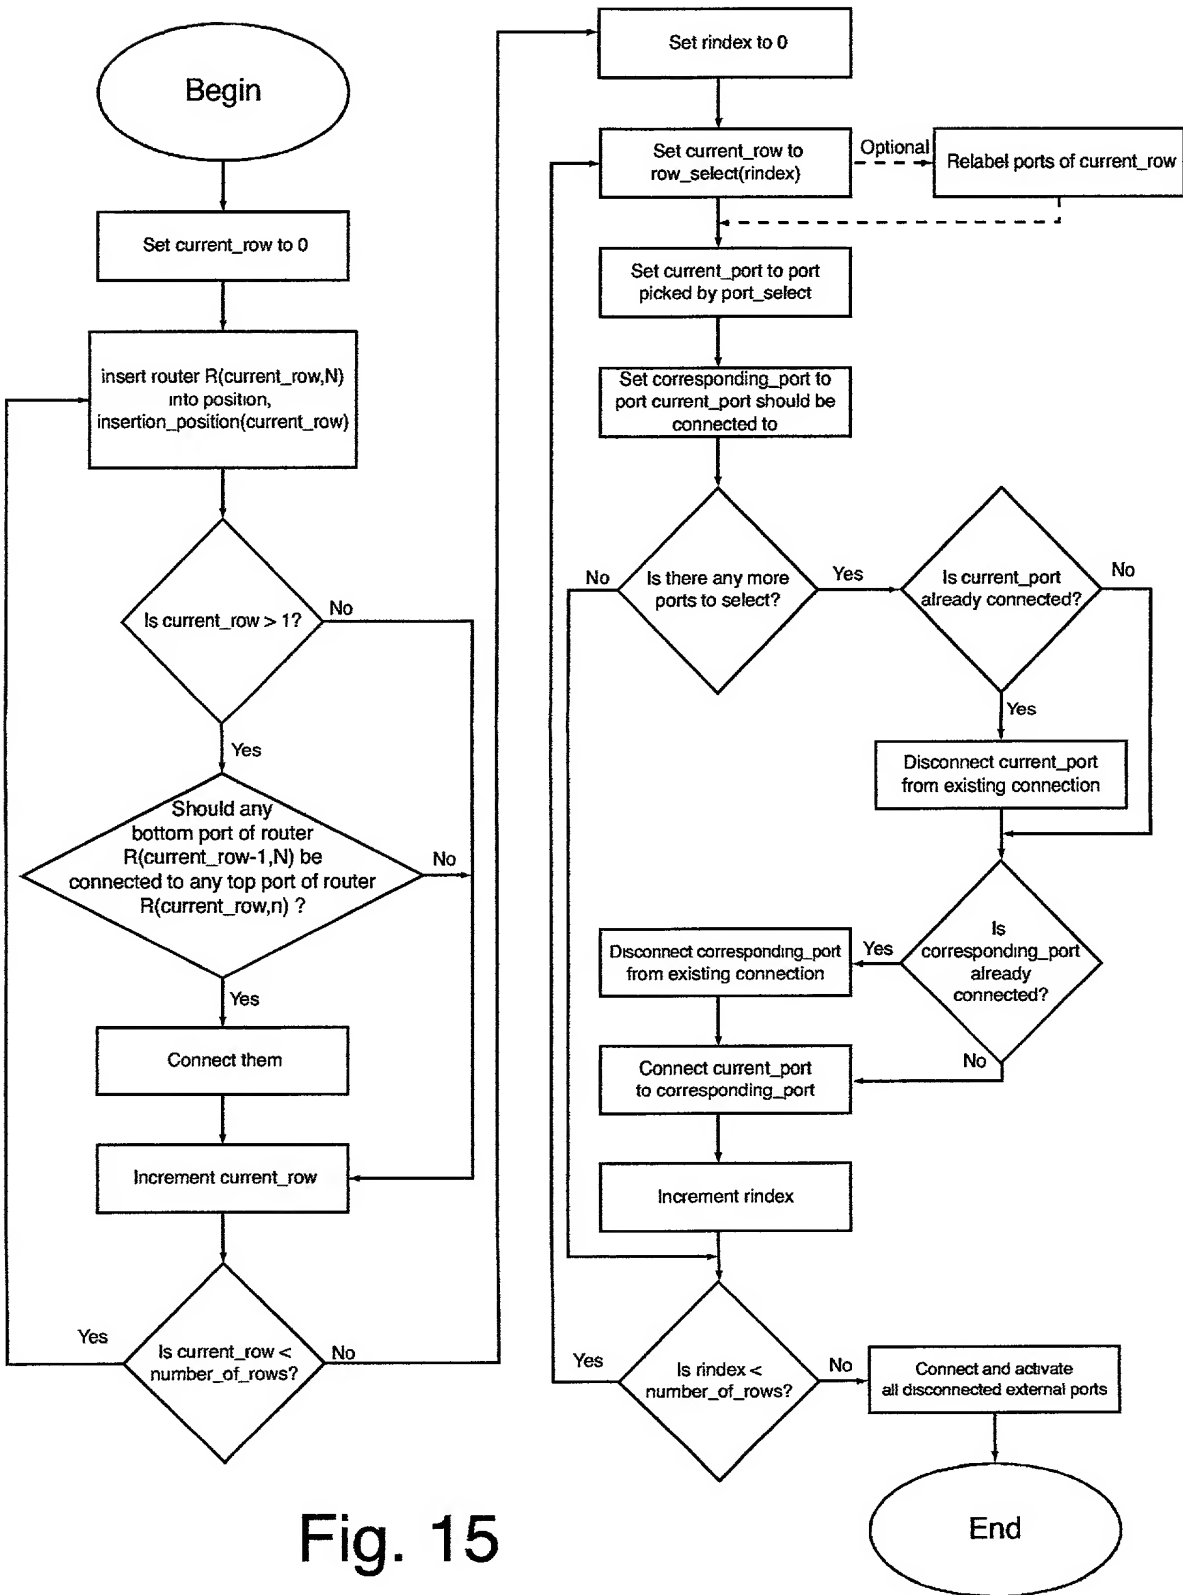 Begin
Set current_row to 0
insert router R(current_row,N)
into position,
insertion_position(current_row)
Is current_row > 1?
No
Yes
Should any
bottom port of router
R(current_row-1,N) be
connected to any top port of router
R(current_row,n) ?
No
Yes
Connect them
Increment current_row
Is current_row <
number_of_rows?
Yes
No
Set rindex to 0
Set current_row to
row_select(rindex)
Optional
Relabel ports of current_row
Set current_port to port
picked by port_select
Set corresponding_port to
port current_port should be
connected to
Is there any more
ports to select?
No
Yes
Is current_port
already connected?
No
Yes
Disconnect current_port
from existing connection
Is
corresponding_port
already
connected?
Yes
No
Disconnect corresponding_port
from existing connection
Connect current_port
to corresponding_port
Increment rindex
Is rindex <
number_of_rows?
Yes
No
Connect and activate
all disconnected external ports
End
Fig. 15